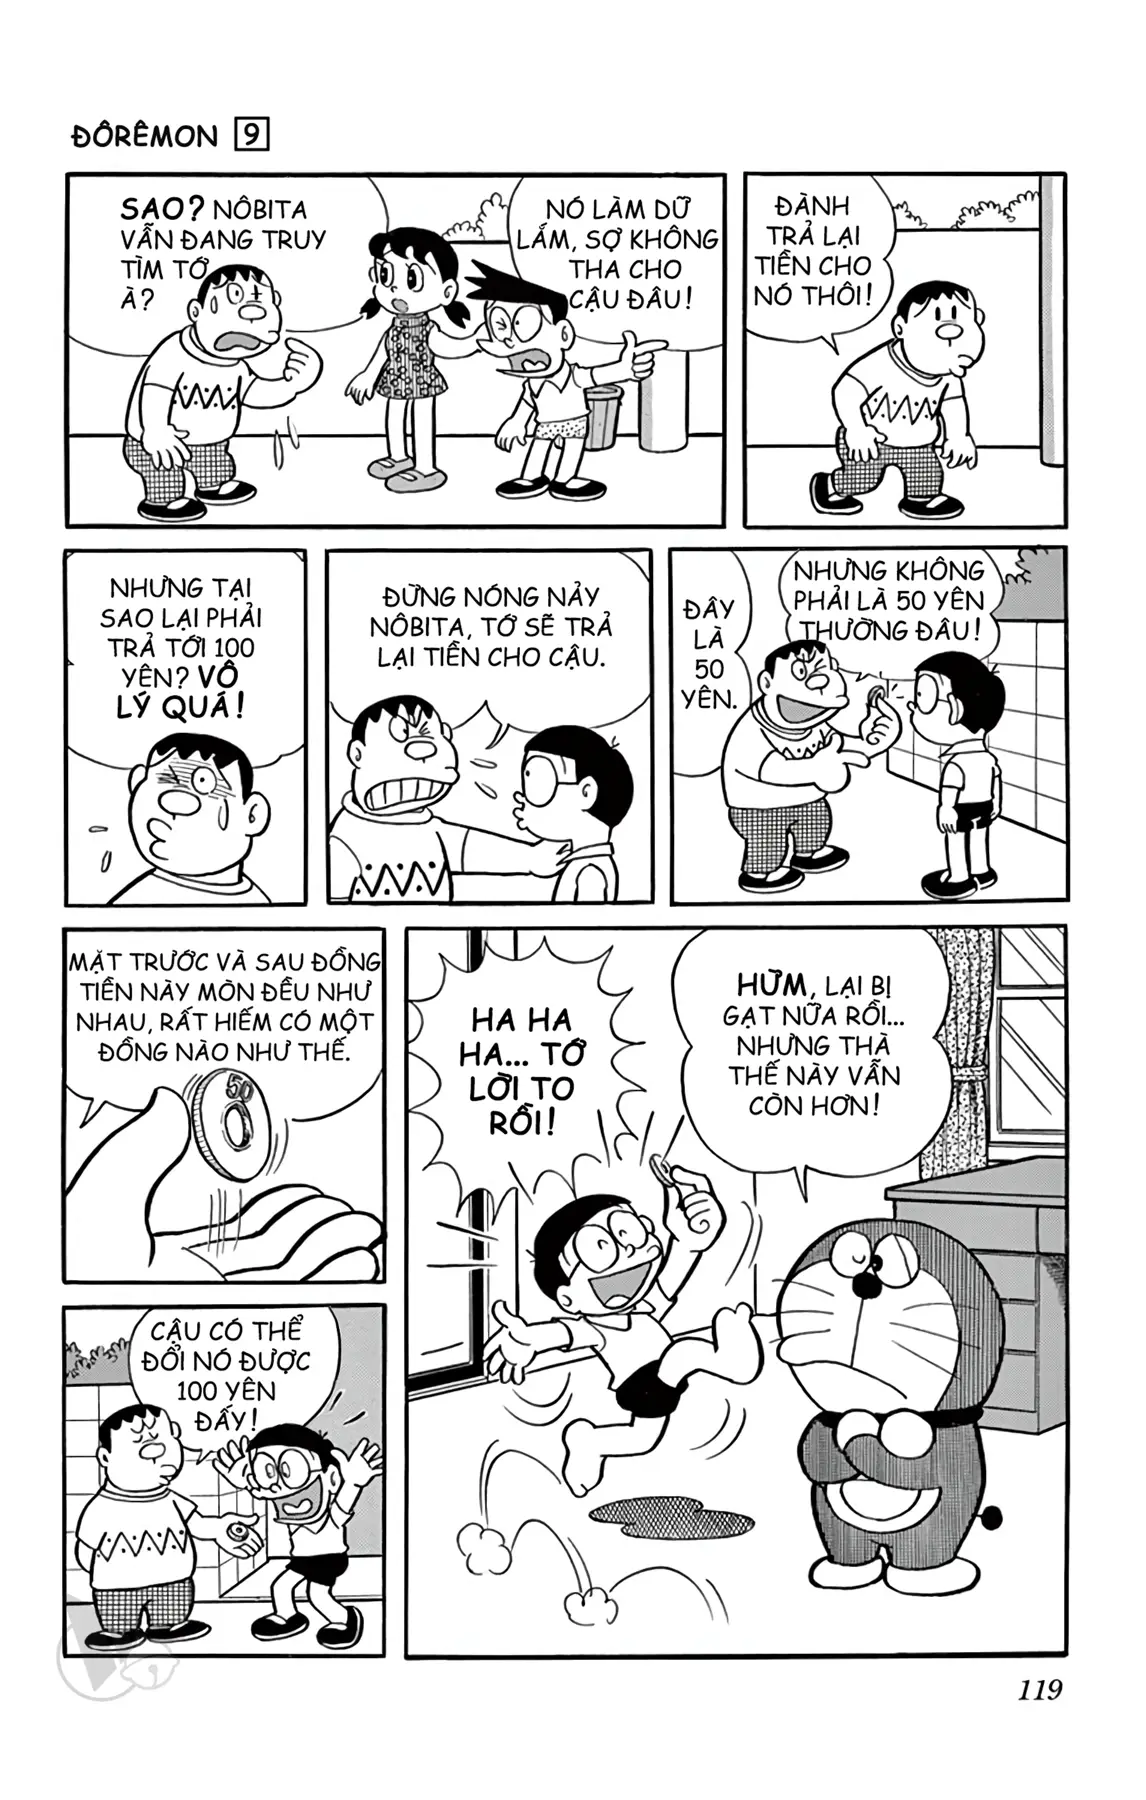 ĐÔRÊMON 9
SAO? NÔBITA
VẪN ĐANG TRUY
TÌM TỚ
À?
NÓ LÀM DỮ
LẮM, SỢ KHÔNG
THA CHO
CẬU ĐÂU!
ĐÀNH
TRẢ LẠI
TIỀN CHO
NÓ THÔI!
NHƯNG TẠI
SAO LẠI PHẢI
TRẢ TỚI 100
YÊN? VÔ
LÝ QUÁ!
ĐỪNG NÓNG NẢY
NÔBITA, TỚ SẼ TRẢ
LẠI TIỀN CHO CẬU.
ĐÂY
LÀ
50
YÊN.
NHƯNG KHÔNG
PHẢI LÀ 50 YÊN
THƯỜNG ĐÂU!
MẶT TRƯỚC VÀ SAU ĐỒNG
TIỀN NÀY MÒN ĐỀU NHƯ
NHAU, RẤT HIẾM CÓ MỘT
ĐỒNG NÀO NHƯ THẾ.
50
CẬU CÓ THỂ
ĐỔI NÓ ĐƯỢC
100 YÊN
ĐẤY!
HA HA
HA... TỚ
LỜI TO
RỒI!
HỪM, LẠI BỊ
GẠT NỮA RỒI...
NHƯNG THÀ
THẾ NÀY VẪN
CÒN HƠN!
119